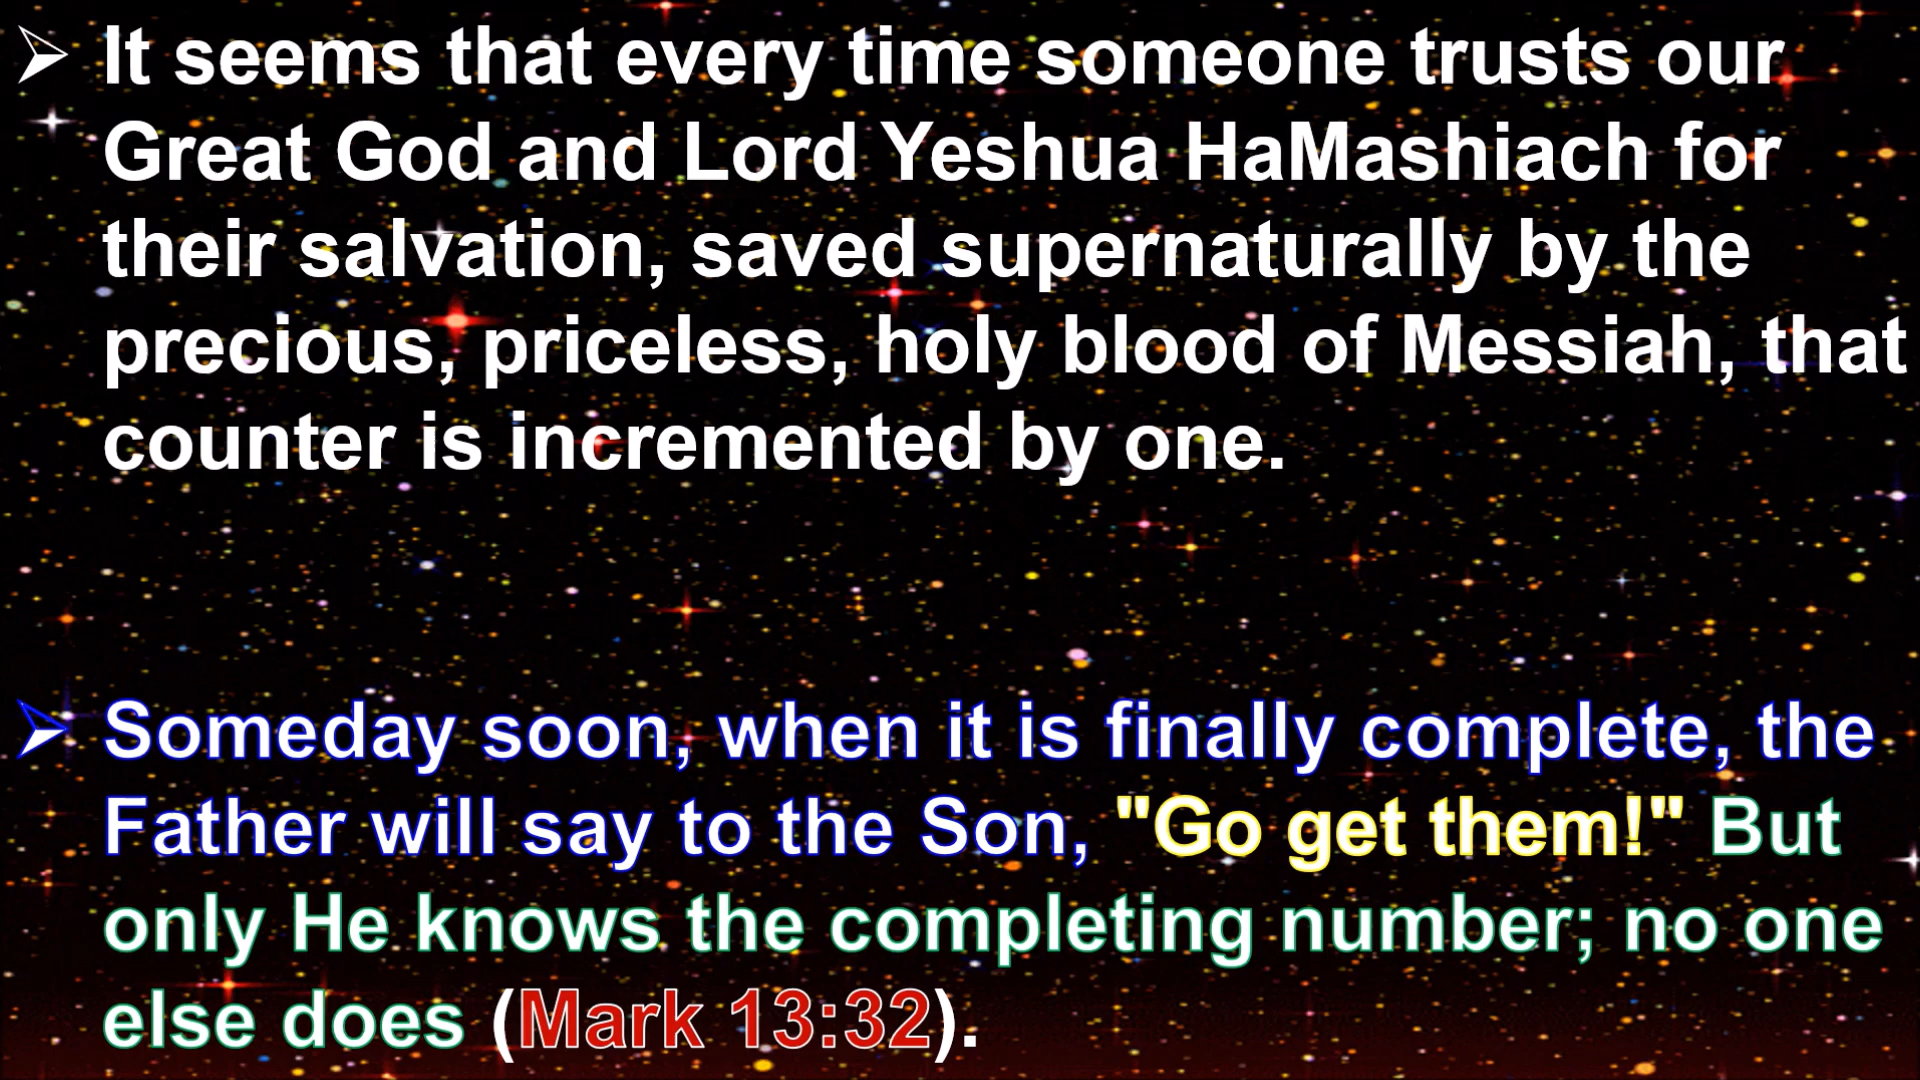 ➢ It seems that every time someone trusts our
Great God and Lord Yeshua HaMashiach for
their salvation, saved supernaturally by the
precious, priceless, holy blood of Messiah, that
counter is incremented by one.
➢ Someday soon, when it is finally complete, the
Father will say to the Son, "Go get them!" But
only He knows the completing number; no one
else does (Mark 13:32).